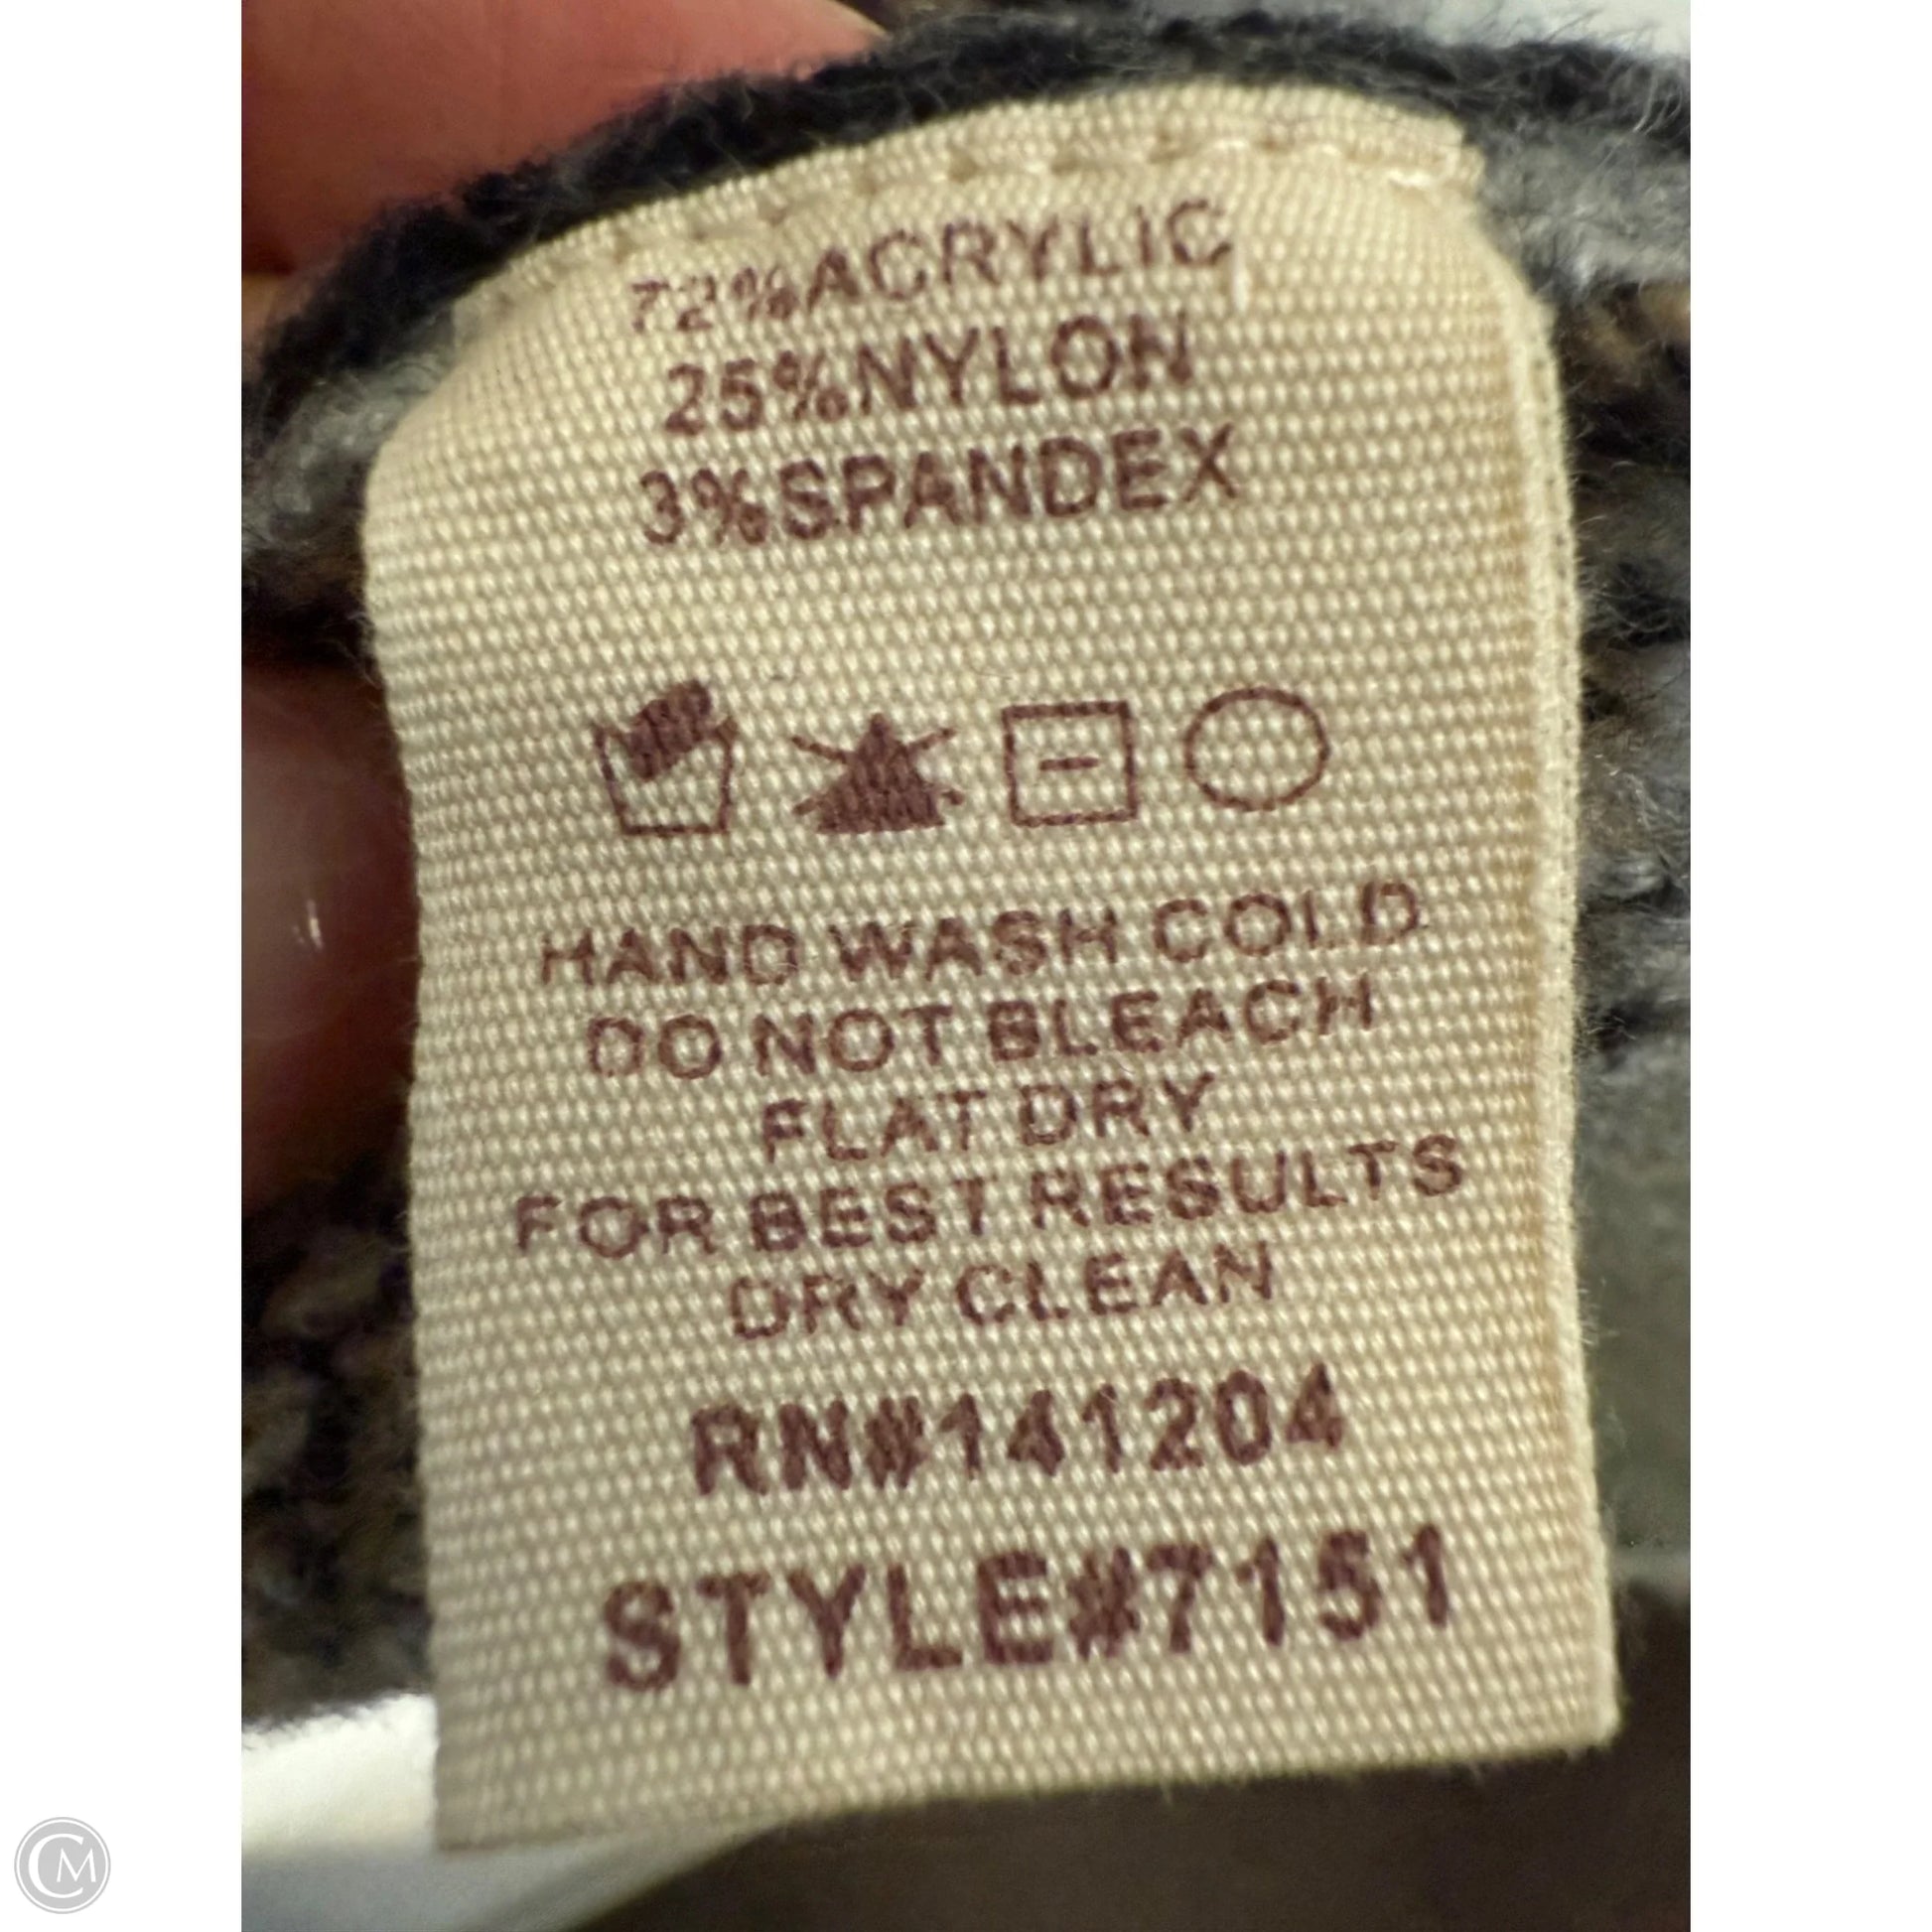 72%ACRYLIC
25%NYLON
3%SPANDEX
HAND WASH COLD
DO NOT BLEACH
FLAT DRY
FOR BEST RESULTS
DRY CLEAN
RN#141204
STYLE#7151
CM